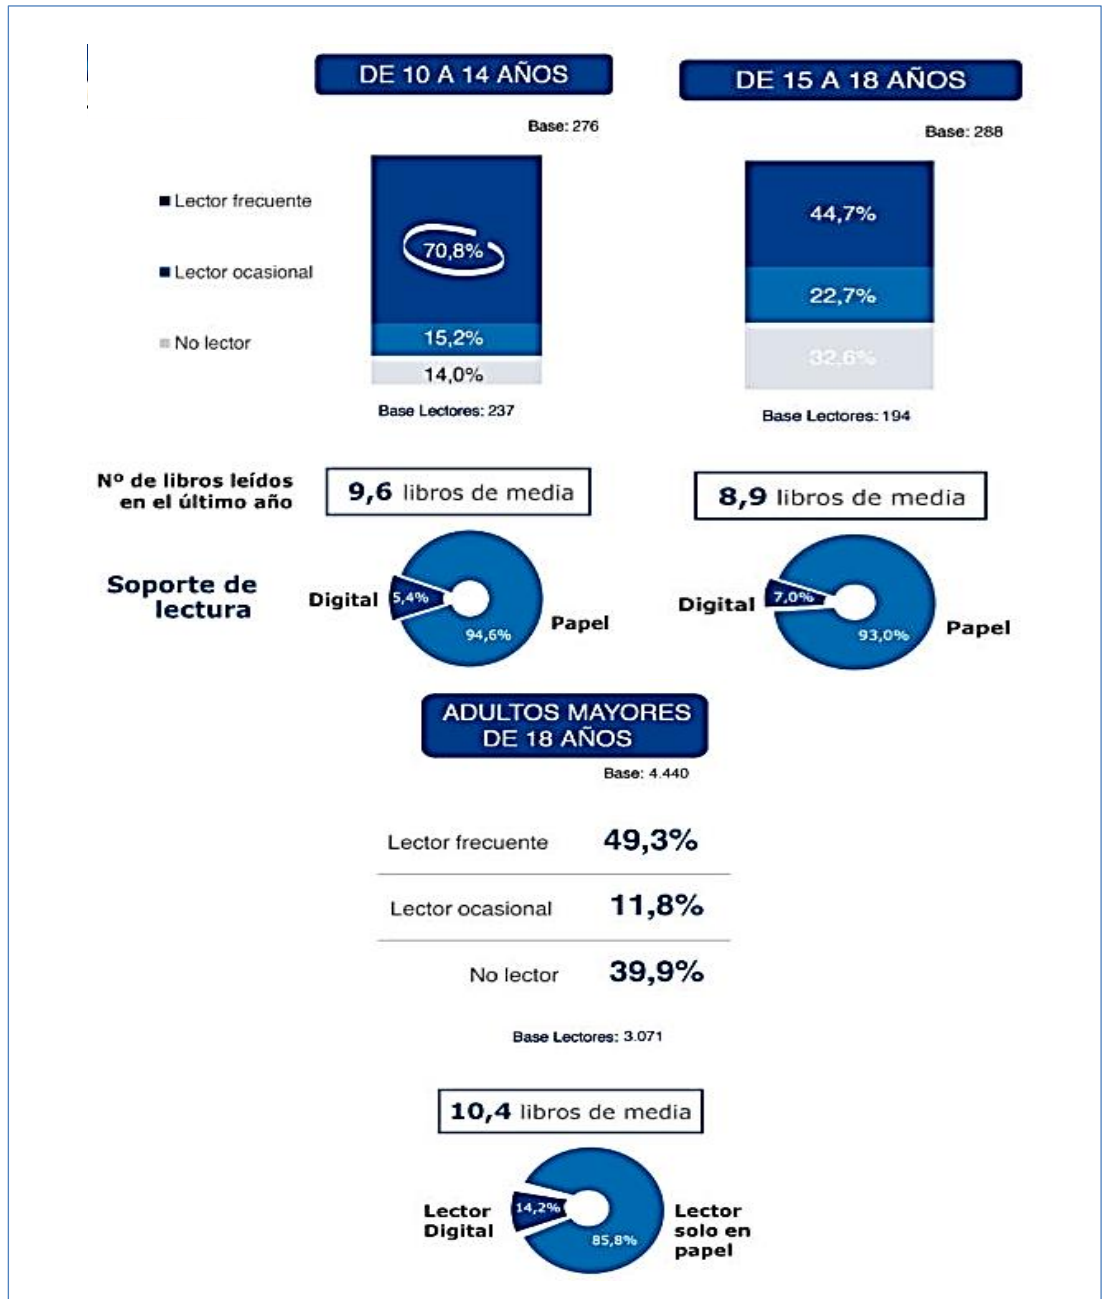 DE 10 A 14 AÑOS
Base: 276
Lector frecuente
Lector ocasional
No lector
70,8%
15,2%
14,0%
Base Lectores: 237
DE 15 A 18 AÑOS
Base: 288
44,7%
22,7%
32,6%
Base Lectores: 194
Nº de libros leídos
en el último año
9,6 libros de media
8,9 libros de media
Soporte de
lectura
Digital
5,4%
94,6%
Papel
Digital
7,0%
93,0%
Papel
ADULTOS MAYORES
DE 18 AÑOS
Base: 4.440
Lector frecuente 49,3%
Lector ocasional 11,8%
No lector 39,9%
Base Lectores: 3.071
10,4 libros de media
Lector
Digital
14,2%
85,8%
Lector
solo en
papel